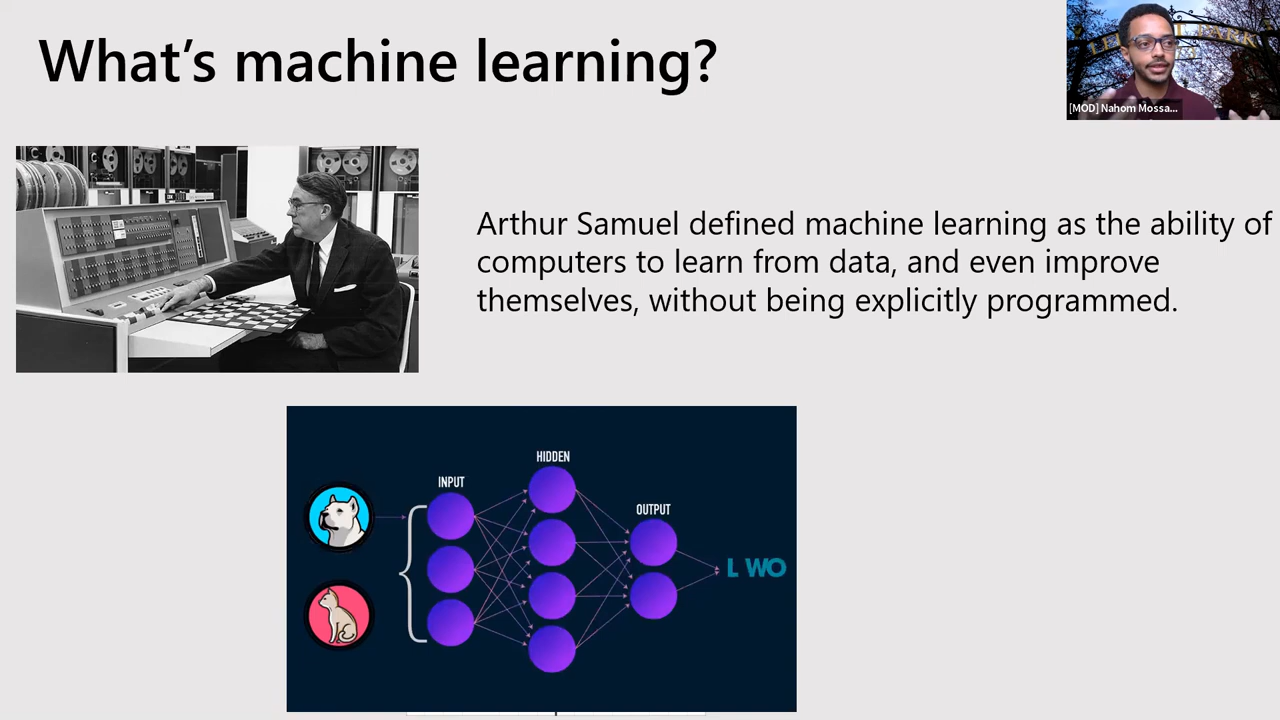 What's machine learning?
[MOD] Nahom Mossa...
Arthur Samuel defined machine learning as the ability of
computers to learn from data, and even improve
themselves, without being explicitly programmed.
HIDDEN
INPUT
OUTPUT
L WO